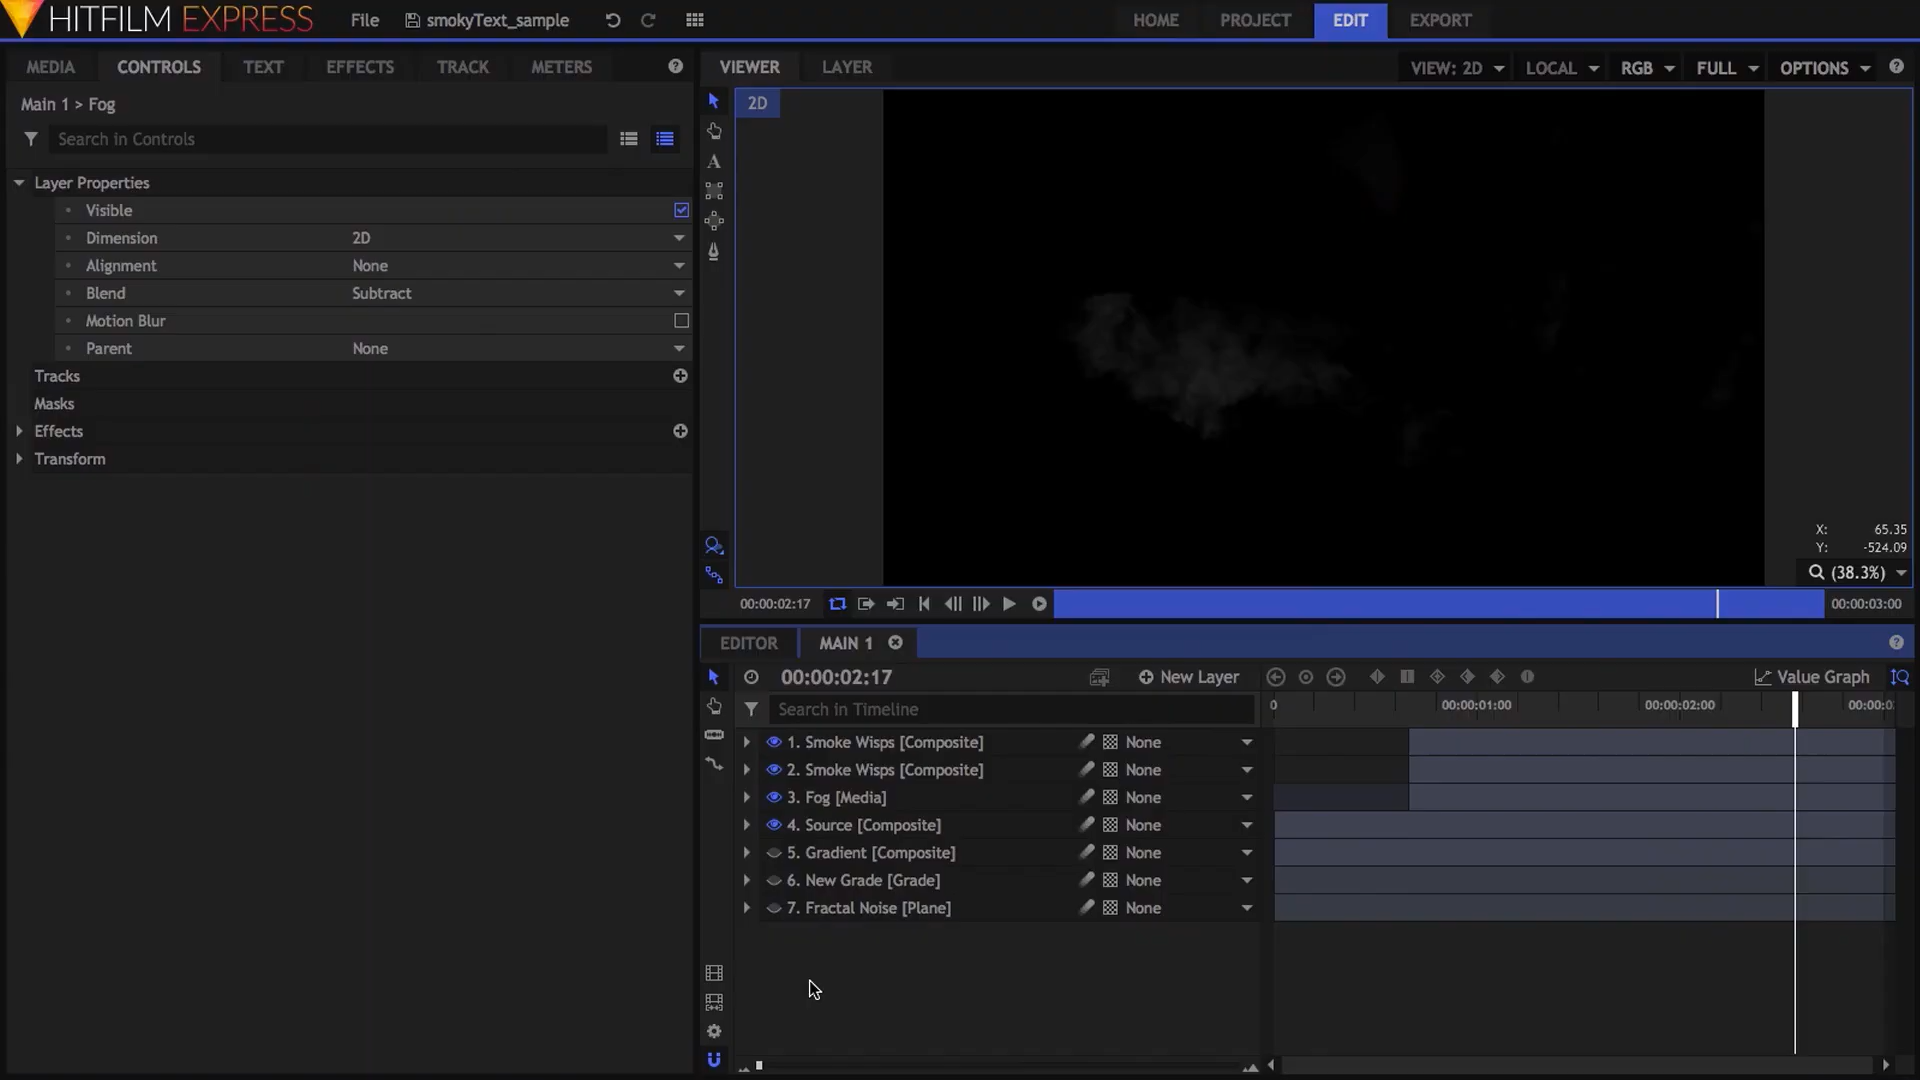 HITFILM EXPRESS File smokyText_sample HOME PROJECT EDIT EXPORT
MEDIA CONTROLS TEXT EFFECTS TRACK METERS
Main 1 > Fog
Search in Controls
Layer Properties
Visible
Dimension 2D
Alignment None
Blend Subtract
Motion Blur
Parent None
Tracks
Masks
Effects
Transform
VIEWER LAYER VIEW: 2D LOCAL RGB FULL OPTIONS
2D
A
X: 65.35
Y: -524.09
(38.3%)
00:00:02:17 00:00:03:00
EDITOR MAIN 1
00:00:02:17 New Layer Value Graph
Search in Timeline
0 00:00:01:00 00:00:02:00 00:00:0
1. Smoke Wisps [Composite] None
2. Smoke Wisps [Composite] None
3. Fog [Media] None
4. Source [Composite] None
5. Gradient [Composite] None
6. New Grade [Grade] None
7. Fractal Noise [Plane] None